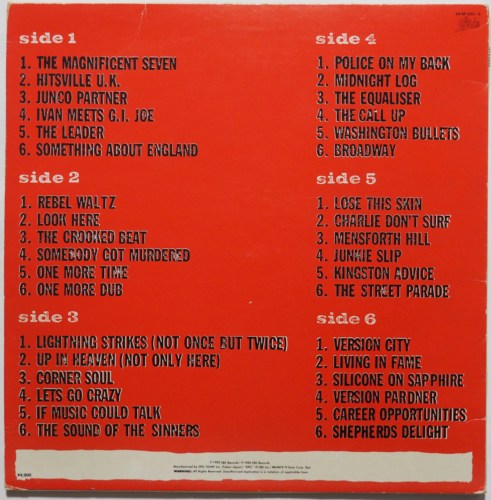 side 1
1. THE MAGNIFICENT SEVEN
2. HITSVILLE U.K.
3. JUNCO PARTNER
4. IVAN MEETS G.I. JOE
5. THE LEADER
6. SOMETHING ABOUT ENGLAND
side 2
1. REBEL WALTZ
2. LOOK HERE
3. THE CROOKED BEAT
4. SOMEBODY GOT MURDERED
5. ONE MORE TIME
6. ONE MORE DUB
side 3
1. LIGHTNING STRIKES (NOT ONCE BUT TWICE)
2. UP IN HEAVEN (NOT ONLY HERE)
3. CORNER SOUL
4. LETS GO CRAZY
5. IF MUSIC COULD TALK
6. THE SOUND OF THE SINNERS
side 4
1. POLICE ON MY BACK
2. MIDNIGHT LOG
3. THE EQUALISER
4. THE CALL UP
5. WASHINGTON BULLETS
6. BROADWAY
side 5
1. LOSE THIS SKIN
2. CHARLIE DON'T SURF
3. MENSFORTH HILL
4. JUNKIE SLIP
5. KINGSTON ADVICE
6. THE STREET PARADE
side 6
1. VERSION CITY
2. LIVING IN FAME
3. SILICONE ON SAPPHIRE
4. VERSION PARDNER
5. CAREER OPPORTUNITIES
6. SHEPHERDS DELIGHT